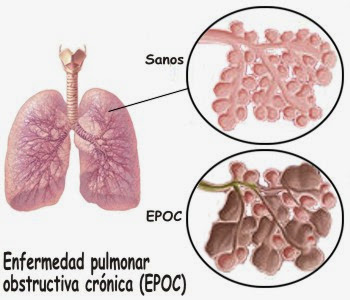 Sanos
EPOC
Enfermedad pulmonar
obstructiva crónica (EPOC)